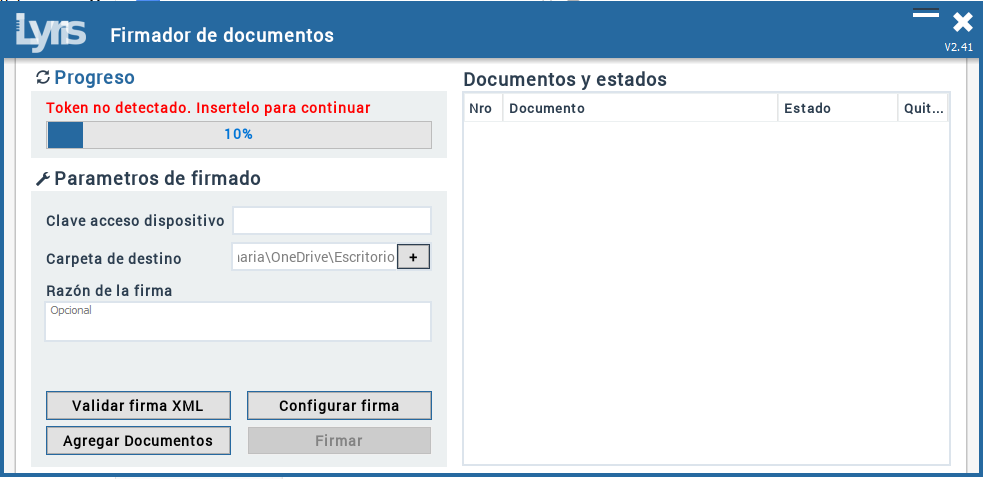 Lyris
Firmador de documentos
V2.41
Progreso
Token no detectado. Insertelo para continuar
10%
Parametros de firmado
Clave acceso dispositivo
Carpeta de destino
aria\OneDrive\Escritorio
+
Razón de la firma
Opcional
Validar firma XML
Configurar firma
Agregar Documentos
Firmar
Documentos y estados
Nro Documento Estado Quit...